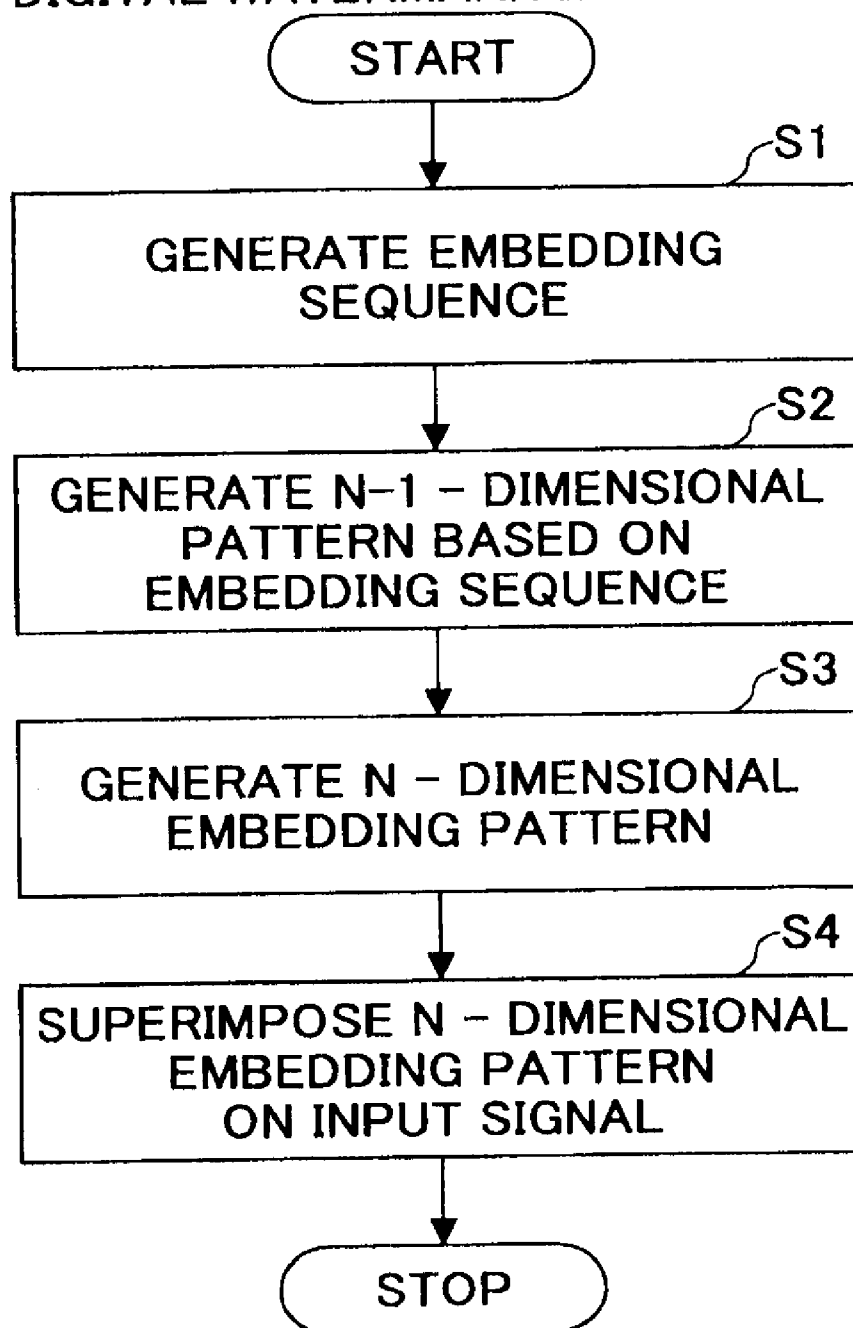 DIGITAL
START
S1
GENERATE EMBEDDING
SEQUENCE
S2
GENERATE N-1 - DIMENSIONAL
PATTERN BASED ON
EMBEDDING SEQUENCE
S3
GENERATE N - DIMENSIONAL
EMBEDDING PATTERN
S4
SUPERIMPOSE N - DIMENSIONAL
EMBEDDING PATTERN
ON INPUT SIGNAL
STOP